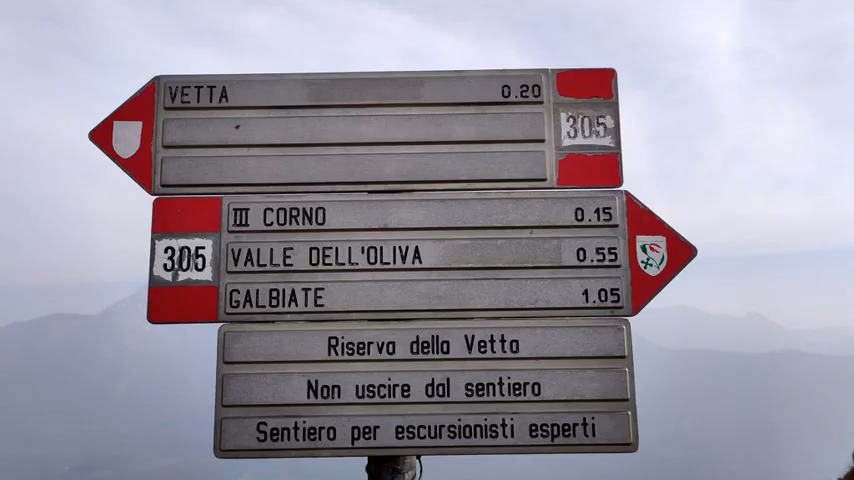 VETTA 0.20
305
III CORNO 0.15
305
VALLE DELL'OLIVA 0.55
GALBIATE 1.05
Riserva della Vetta
Non uscire dal sentiero
Sentiero per escursionisti esperti